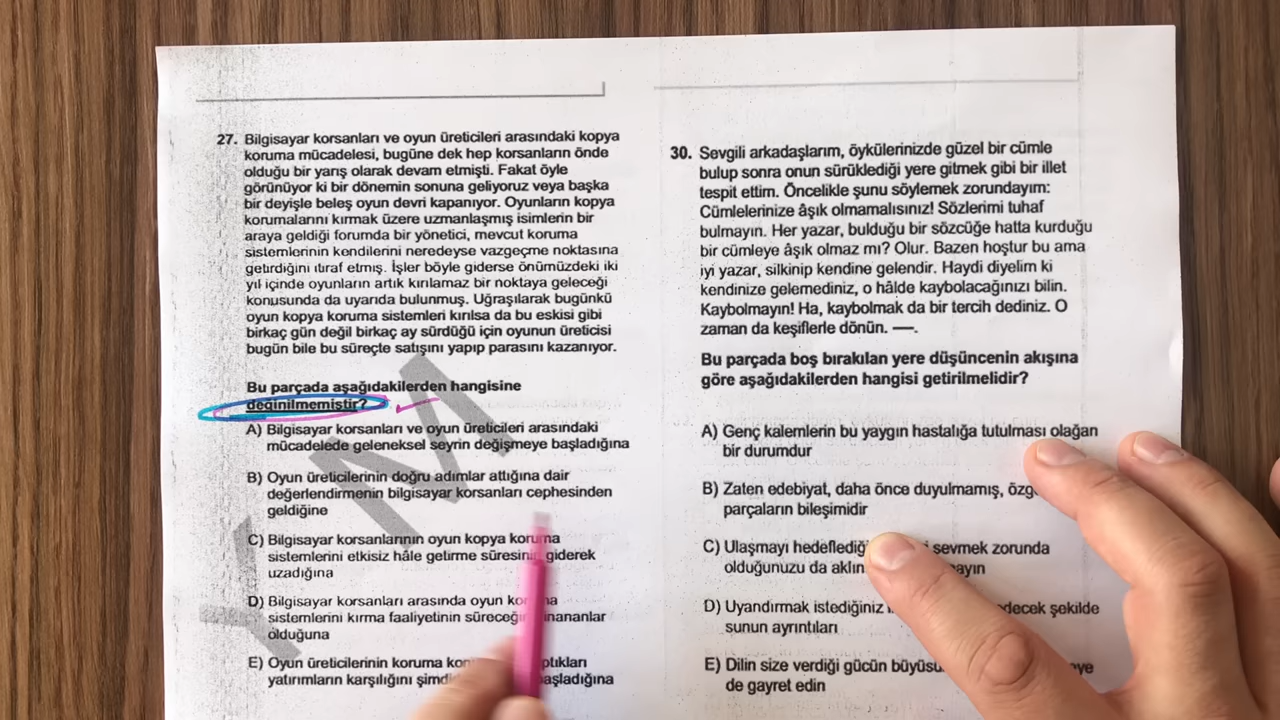 27. Bilgisayar korsanları ve oyun üreticileri arasındaki kopya
koruma mücadelesi, bugüne dek hep korsanların önde
olduğu bir yarış olarak devam etmişti. Fakat öyle
görünüyor ki bir dönemin sonuna geliyoruz veya başka
bir deyişle beleş oyun devri kapanıyor. Oyunların kopya
korumalarını kırmak üzere uzmanlaşmış isimlerin bir
araya geldiği forumda bir yönetici, mevcut koruma
sistemlerinin kendilerini neredeyse vazgeçme noktasına
getirdiğini itiraf etmiş. İşler böyle giderse önümüzdeki iki
yıl içinde oyunların artık kırılamaz bir noktaya geleceği
konusunda da uyarıda bulunmuş. Uğraşılarak bugünkü
oyun kopya koruma sistemleri kırılsa da bu eskisi gibi
birkaç gün değil birkaç ay sürdüğü için oyunun üreticisi
bugün bile bu süreçte satışını yapıp parasını kazanıyor.
Bu parçada aşağıdakilerden hangisine
değinilmemiştir?
A) Bilgisayar korsanları ve oyun üreticileri arasındaki
mücadelede geleneksel seyrin değişmeye başladığına
B) Oyun üreticilerinin doğru adımlar attığına dair
değerlendirmenin bilgisayar korsanları cephesinden
geldiğine
C) Bilgisayar korsanlarının oyun kopya koruma
sistemlerini etkisiz hâle getirme süresinin giderek
uzadığına
D) Bilgisayar korsanları arasında oyun
sistemlerini kırma faaliyetinin süreceğine inananlar
olduğuna
E) Oyun üreticilerinin koruma
yatırımların karşılığını
YM
30. Sevgili arkadaşlarım, öykülerinizde güzel bir cümle
bulup sonra onun sürüklediği yere gitmek gibi bir illet
tespit ettim. Öncelikle şunu söylemek zorundayım:
Cümlelerinize âşık olmamalısınız! Sözlerimi tuhaf
bulmayın. Her yazar, bulduğu bir sözcüğe hatta kurduğu
bir cümleye âşık olmaz mı? Olur. Bazen hoştur bu ama
iyi yazar, silkinip kendine gelendir. Haydi diyelim ki
kendinize gelemediniz, o hâlde kaybolacağınızı bilin.
Kaybolmayın! Ha, kaybolmak da bir tercih dediniz. O
zaman da keşiflerle dönün. —.
Bu parçada boş bırakılan yere düşüncenin akışına
göre aşağıdakilerden hangisi getirilmelidir?
A) Genç kalemlerin bu yaygın hastalığa tutulması olağan
bir durumdur
B) Zaten edebiyat, daha önce duyulmamış,
parçaların bileşimidir
C) Ulaşmayı sevmek zorunda
olduğunuzu da
D) Uyandırmak istediğiniz şekilde
sunun ayrıntıları
E) Dilin size verdiği gücün
de gayret edin